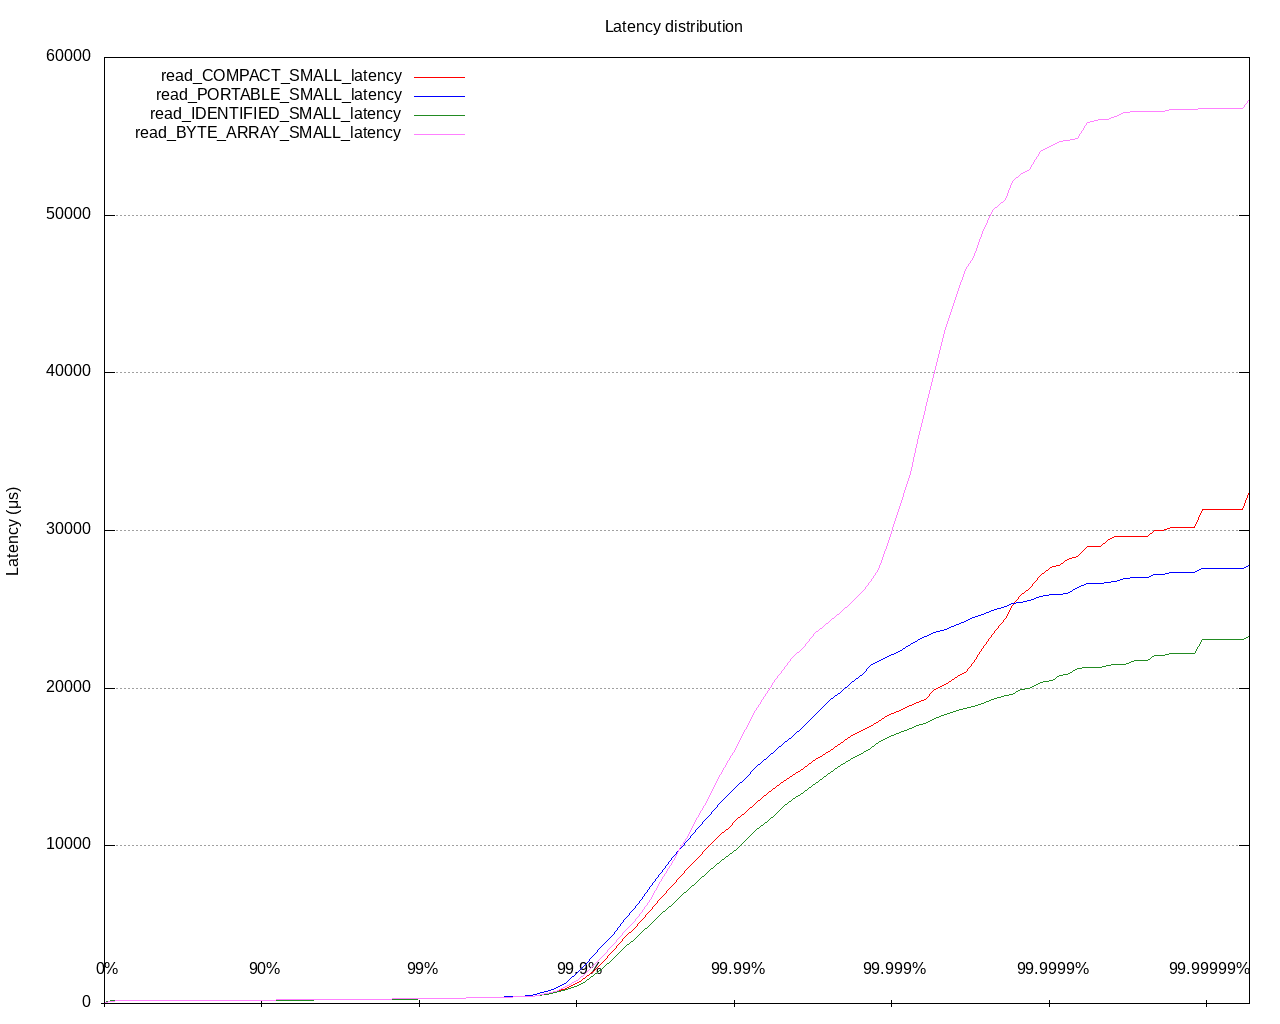 Latency distribution
60000
read_COMPACT_SMALL_latency
read_PORTABLE_SMALL_latency
read_IDENTIFIED_SMALL_latency
read_BYTE_ARRAY_SMALL_latency
50000
40000
30000
Latency (µs)
20000
10000
0% 90% 99% 99.9% 99.99% 99.999% 99.9999% 99.99999%
0